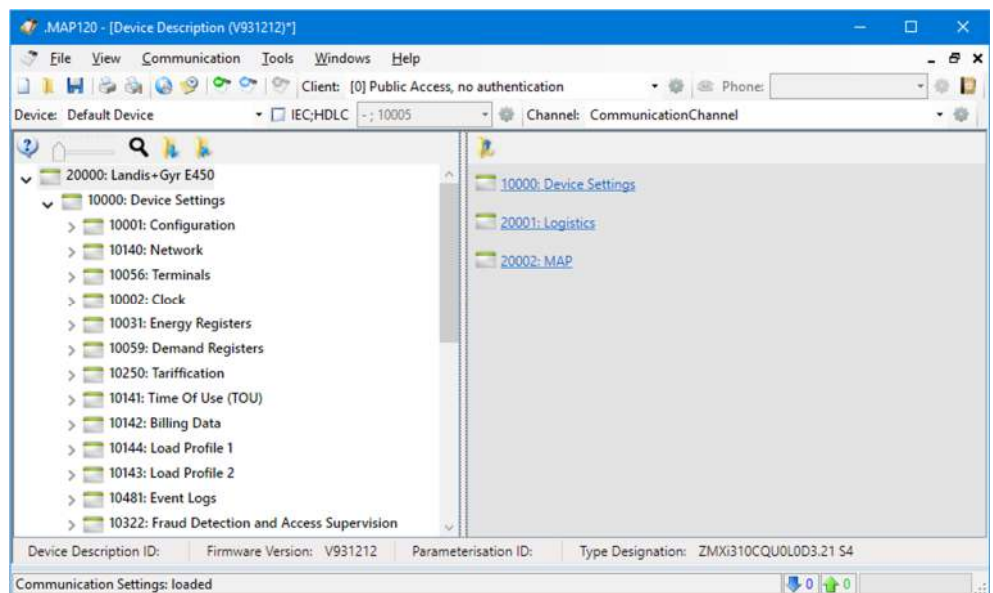 .MAP120 - [Device Description (V931212)*]
File View Communication Tools Windows Help
Client: [0] Public Access, no authentication Phone:
Device: Default Device IEC;HDLC - ; 10005 Channel: CommunicationChannel
20000: Landis+Gyr E450
10000: Device Settings
10001: Configuration
10140: Network
10056: Terminals
10002: Clock
10031: Energy Registers
10059: Demand Registers
10250: Tariffication
10141: Time Of Use (TOU)
10142: Billing Data
10144: Load Profile 1
10143: Load Profile 2
10481: Event Logs
10322: Fraud Detection and Access Supervision
10000: Device Settings
20001: Logistics
20002: MAP
Device Description ID: Firmware Version: V931212 Parameterisation ID: Type Designation: ZMXi310CQU0L0D3.21 S4
Communication Settings: loaded 0 0